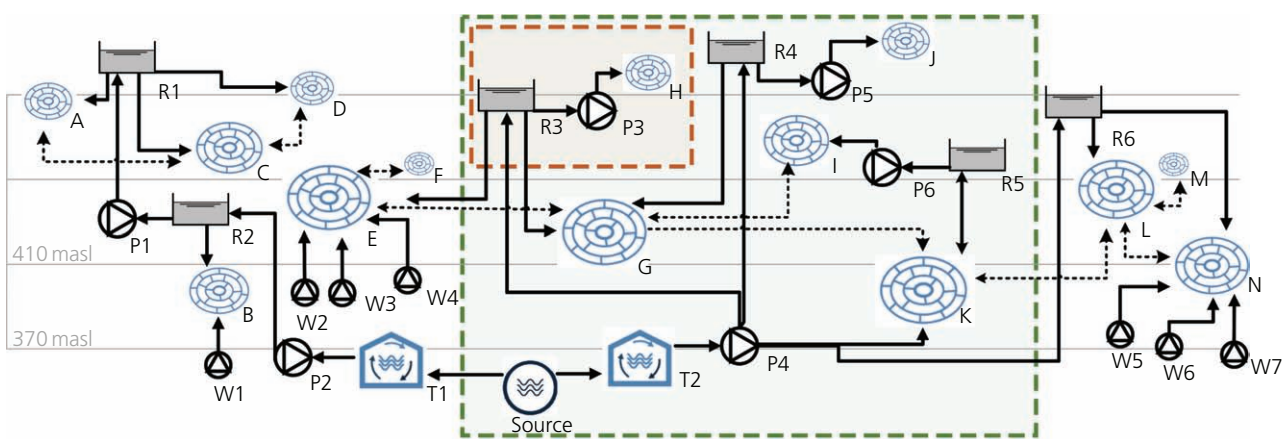 R1
A
D
C
F
E
R2
P1
B
W1
W2
W3
W4
P2
T1
Source
T2
P4
R3
P3
H
R4
P5
J
I
P6
R5
G
K
R6
M
L
N
W5
W6
W7
410 masl
370 masl